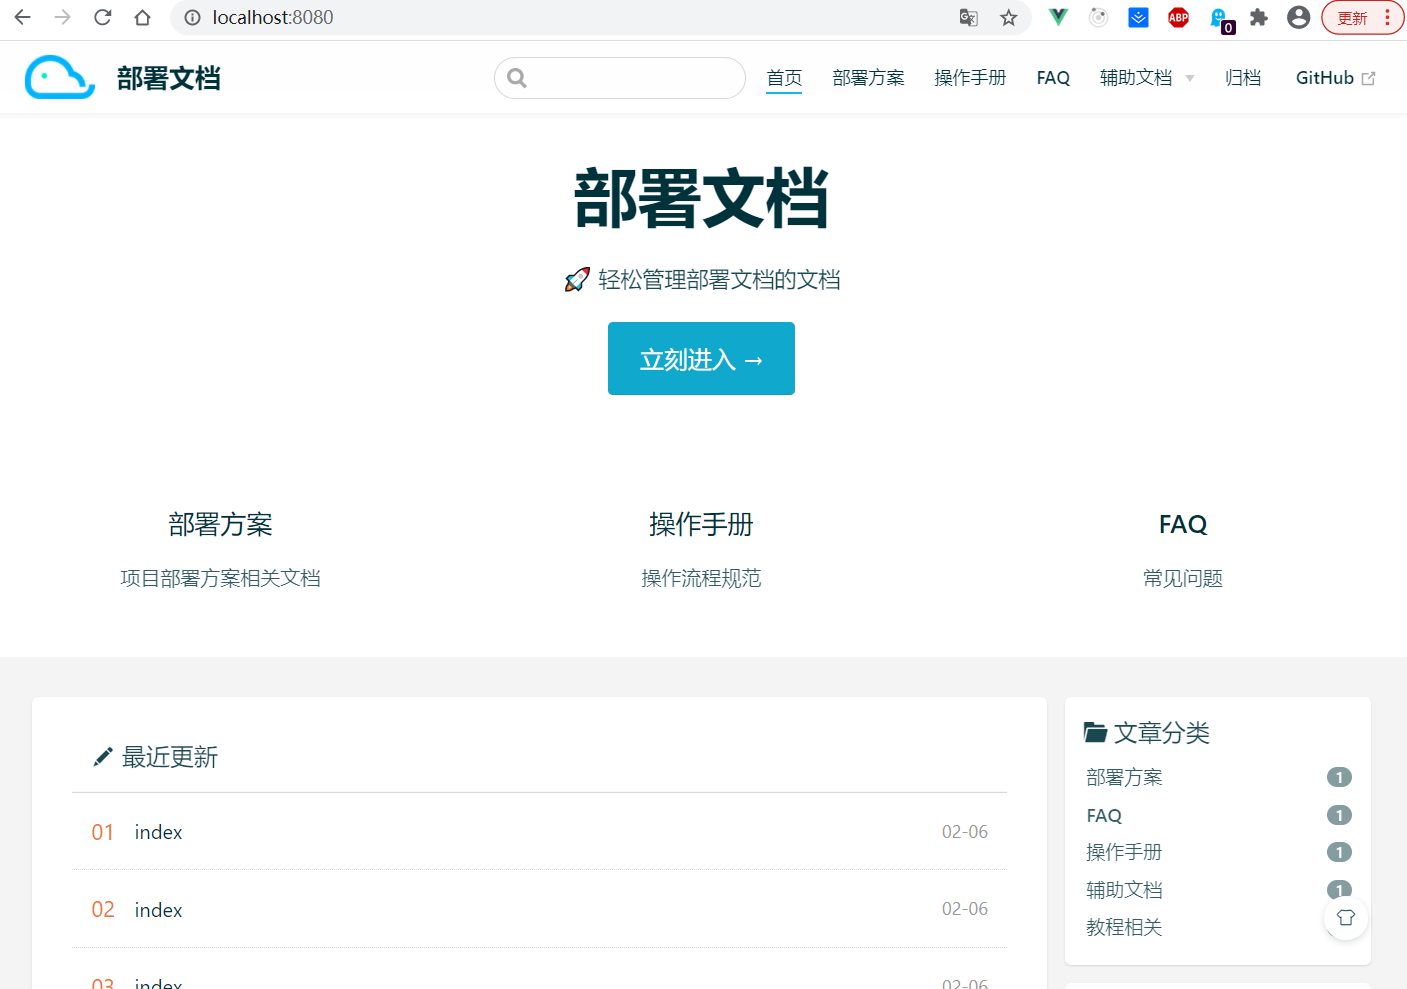 localhost:8080
更新
部署文档
首页 部署方案 操作手册 FAQ 辅助文档 归档 GitHub
部署文档
🚀 轻松管理部署文档的文档
立刻进入 →
部署方案
项目部署方案相关文档
操作手册
操作流程规范
FAQ
常见问题
最近更新
01 index 02-06
02 index 02-06
03 index 02-06
文章分类
部署方案 1
FAQ 1
操作手册 1
辅助文档 1
教程相关
ABP
0